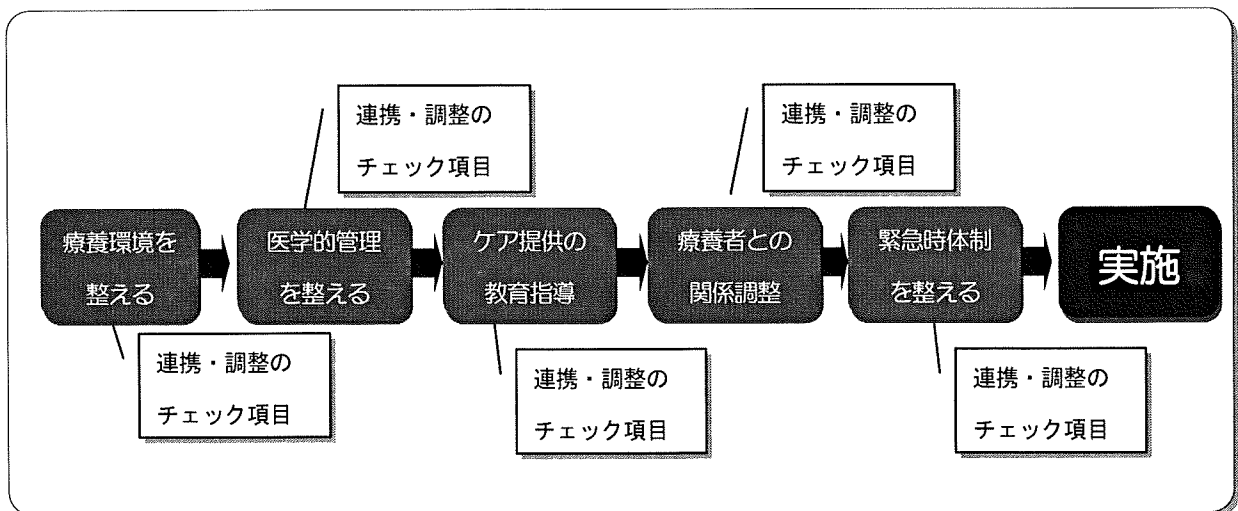 連携・調整の
チェック項目
連携・調整の
チェック項目
療養環境を
整える
医学的管理
を整える
ケア提供の
教育指導
療養者との
関係調整
緊急時体制
を整える
実施
連携・調整の
チェック項目
連携・調整の
チェック項目
連携・調整の
チェック項目